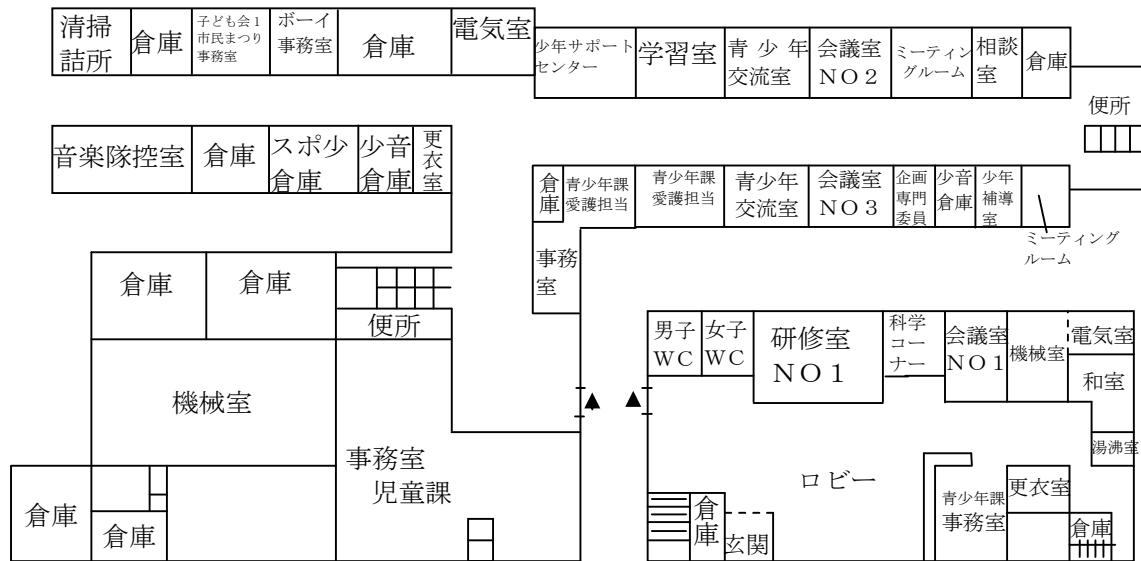 清掃
詰所
倉庫
子ども会1
市民まつり
事務室
ボーイ
事務室
倉庫
電気室
少年サポート
センター
学習室
青少年
交流室
会議室
ＮＯ２
ミーティン
グルーム
相談
室
倉庫
便所
音楽隊控室
倉庫
スポ少
倉庫
少音
倉庫
更
衣
室
倉
庫
青少年課
愛護担当
青少年課
愛護担当
青少年
交流室
会議室
ＮＯ３
企画
専門
委員
少音
倉庫
少年
補導
室
ミーティング
ルーム
事務
室
倉庫
倉庫
便所
男子
ＷＣ
女子
ＷＣ
研修室
ＮＯ１
科学
コー
ナー
会議室
ＮＯ１
機械室
電気室
和室
機械室
湯沸室
事務室
児童課
ロビー
倉庫
倉庫
倉
庫
玄関
青少年課
事務室
更衣室
倉庫